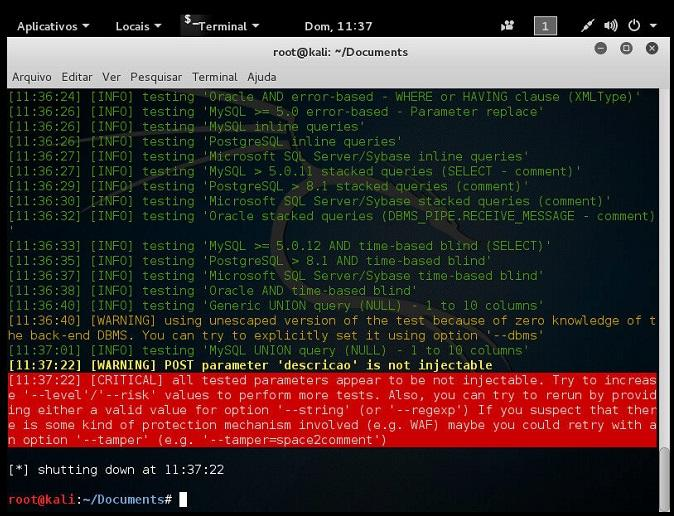 Aplicativos Locais Terminal Dom, 11:37 1
root@kali: ~/Documents
Arquivo Editar Ver Pesquisar Terminal Ajuda
[11:36:24] [INFO] testing 'Oracle AND error-based - WHERE or HAVING clause (XMLType)'
[11:36:26] [INFO] testing 'MySQL >= 5.0 error-based - Parameter replace'
[11:36:26] [INFO] testing 'MySQL inline queries'
[11:36:26] [INFO] testing 'PostgreSQL inline queries'
[11:36:27] [INFO] testing 'Microsoft SQL Server/Sybase inline queries'
[11:36:27] [INFO] testing 'MySQL > 5.0.11 stacked queries (SELECT - comment)'
[11:36:29] [INFO] testing 'PostgreSQL > 8.1 stacked queries (comment)'
[11:36:30] [INFO] testing 'Microsoft SQL Server/Sybase stacked queries (comment)'
[11:36:32] [INFO] testing 'Oracle stacked queries (DBMS_PIPE.RECEIVE_MESSAGE - comment)
'
[11:36:33] [INFO] testing 'MySQL >= 5.0.12 AND time-based blind (SELECT)'
[11:36:35] [INFO] testing 'PostgreSQL > 8.1 AND time-based blind'
[11:36:37] [INFO] testing 'Microsoft SQL Server/Sybase time-based blind'
[11:36:38] [INFO] testing 'Oracle AND time-based blind'
[11:36:40] [INFO] testing 'Generic UNION query (NULL) - 1 to 10 columns'
[11:36:40] [WARNING] using unescaped version of the test because of zero knowledge of t
he back-end DBMS. You can try to explicitly set it using option '--dbms'
[11:37:01] [INFO] testing 'MySQL UNION query (NULL) - 1 to 10 columns'
[11:37:22] [WARNING] POST parameter 'descricao' is not injectable
[11:37:22] [CRITICAL] all tested parameters appear to be not injectable. Try to increas
e '--level'/'--risk' values to perform more tests. Also, you can try to rerun by provid
ing either a valid value for option '--string' (or '--regexp') If you suspect that ther
e is some kind of protection mechanism involved (e.g. WAF) maybe you could retry with a
n option '--tamper' (e.g. '--tamper=space2comment')
[*] shutting down at 11:37:22
root@kali:~/Documents#